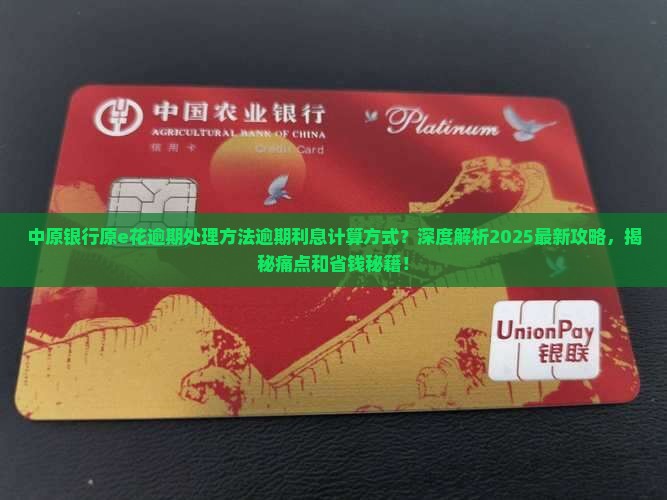 中国农业银行
Platinum
AGRICULTURAL BANK OF CHINA
信用卡
Credit Card
中原银行原e花逾期处理方法逾期利息计算方式？深度解析2025最新攻略，揭
秘痛点和省钱秘籍！
UnionPay
银联